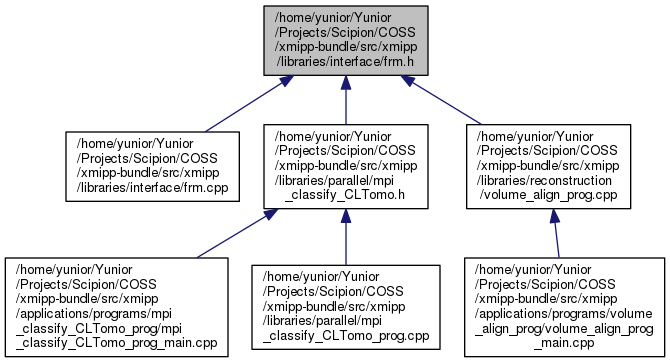 /home/yunior/Yunior
/Projects/Scipion/COSS
/xmipp-bundle/src/xmipp
/libraries/interface/frm.h
/home/yunior/Yunior
/Projects/Scipion/COSS
/xmipp-bundle/src/xmipp
/libraries/interface/frm.cpp
/home/yunior/Yunior
/Projects/Scipion/COSS
/xmipp-bundle/src/xmipp
/libraries/parallel/mpi
_classify_CLTomo.h
/home/yunior/Yunior
/Projects/Scipion/COSS
/xmipp-bundle/src/xmipp
/libraries/reconstruction
/volume_align_prog.cpp
/home/yunior/Yunior
/Projects/Scipion/COSS
/xmipp-bundle/src/xmipp
/applications/programs/mpi
_classify_CLTomo_prog/mpi
_classify_CLTomo_prog_main.cpp
/home/yunior/Yunior
/Projects/Scipion/COSS
/xmipp-bundle/src/xmipp
/libraries/parallel/mpi
_classify_CLTomo_prog.cpp
/home/yunior/Yunior
/Projects/Scipion/COSS
/xmipp-bundle/src/xmipp
/applications/programs/volume
_align_prog/volume_align_prog
_main.cpp